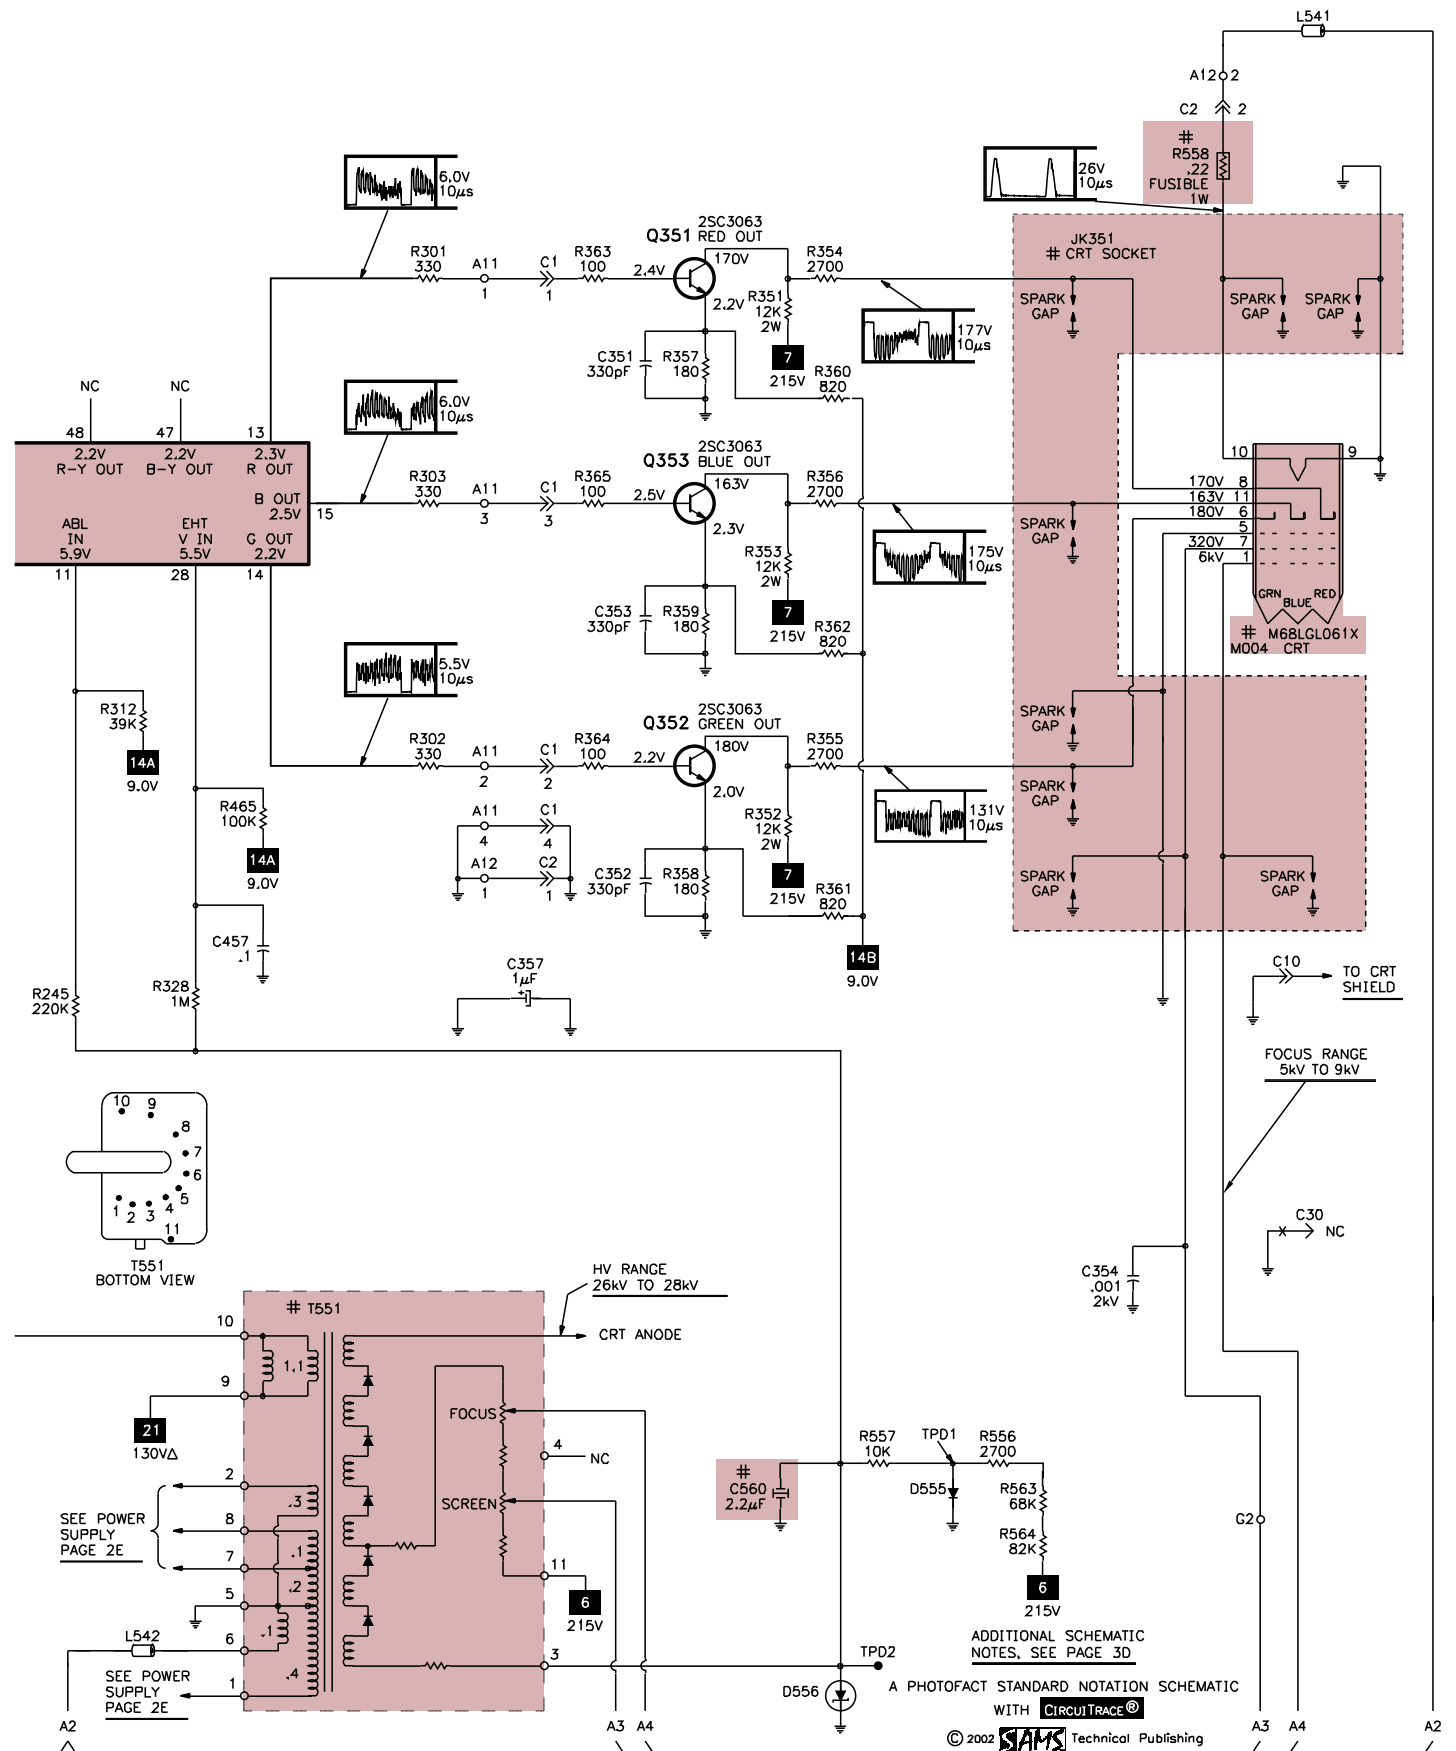 L541
A12 2
C2 2
#
R558
.22
FUSIBLE
1W
26V
10µs
6.0V
10µs
JK351
# CRT SOCKET
2SC3063
Q351 RED OUT
170V
R301
330
A11
1
C1
1
R363
100
2.4V
2.2V
R354
2700
R351
12K
2W
7
215V
177V
10µs
SPARK
GAP
SPARK
GAP
SPARK
GAP
C351
330pF
R357
180
R360
820
NC
NC
6.0V
10µs
48
47
13
2.2V
R-Y OUT
2.2V
B-Y OUT
2.3V
R OUT
B OUT
2.5V
15
ABL
IN
5.9V
EHT
V IN
5.5V
G OUT
2.2V
11
28
14
R303
330
A11
3
C1
3
R365
100
2.5V
2SC3063
Q353 BLUE OUT
163V
2.3V
R356
2700
R353
12K
2W
7
215V
175V
10µs
SPARK
GAP
C353
330pF
R359
180
R362
820
10
9
170V 8
163V 11
180V 6
5
320V 7
6kV 1
GRN
BLUE
RED
# M68LGL061X
M004 CRT
5.5V
10µs
R312
39K
14A
9.0V
R465
100K
14A
9.0V
R302
330
A11
2
C1
2
R364
100
2.2V
2SC3063
Q352 GREEN OUT
180V
2.0V
R355
2700
R352
12K
2W
7
215V
131V
10µs
SPARK
GAP
SPARK
GAP
SPARK
GAP
SPARK
GAP
A11
4
C1
4
A12
1
C2
1
C352
330pF
R358
180
R361
820
14B
9.0V
C457
.1
R245
220K
R328
1M
C357
1µF
+
C10
TO CRT
SHIELD
FOCUS RANGE
5kV TO 9kV
10
9
8
7
6
5
4
3
2
1
11
T551
BOTTOM VIEW
C30
NC
C354
.001
2kV
HV RANGE
26kV TO 28kV
# T551
CRT ANODE
10
1.1
9
21
130V△
FOCUS
4
NC
SCREEN
2
.3
8
.1
7
.2
5
.1
6
.4
1
SEE POWER
SUPPLY
PAGE 2E
L542
SEE POWER
SUPPLY
PAGE 2E
11
6
215V
3
#
C560
2.2µF
R557
10K
TPD1
R556
2700
D555
R563
68K
R564
82K
6
215V
G2
TPD2
D556
ADDITIONAL SCHEMATIC
NOTES, SEE PAGE 3D
A PHOTOFACT STANDARD NOTATION SCHEMATIC
WITH CIRCUITRACE®
© 2002 SAMS Technical Publishing
A2
A3
A4
A3
A4
A2